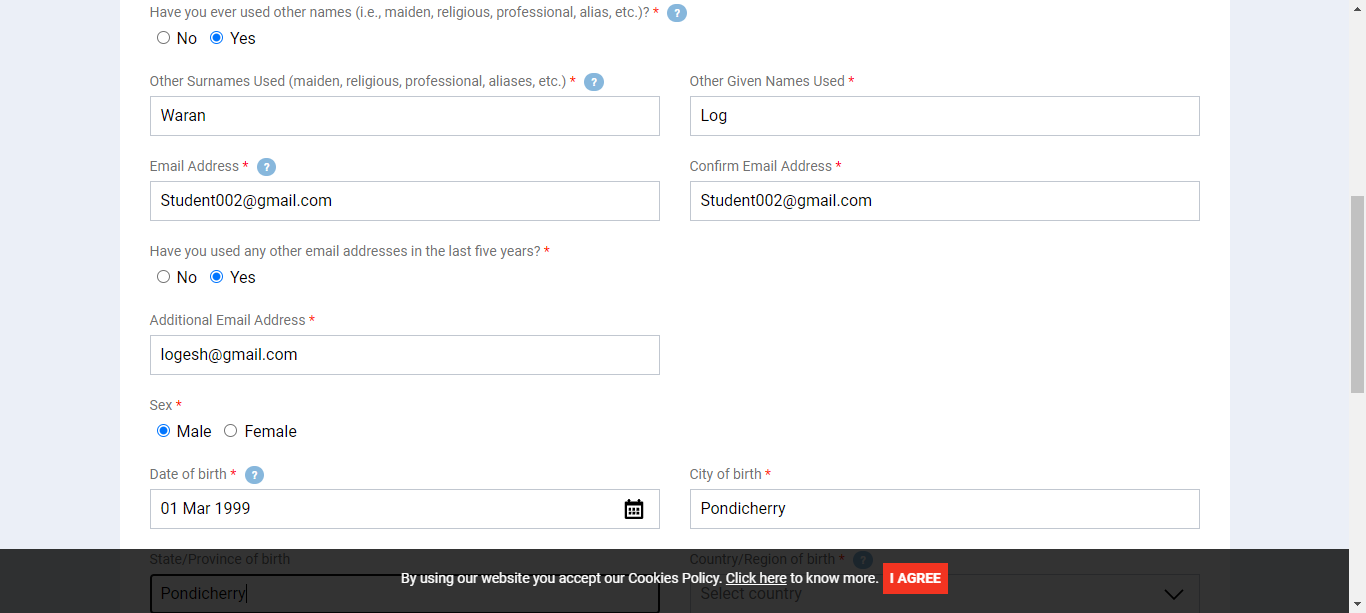 Have you ever used other names (i.e., maiden, religious, professional, alias, etc.)? * ?
No Yes
Other Surnames Used (maiden, religious, professional, aliases, etc.) * ? Other Given Names Used *
Waran Log
Email Address * ? Confirm Email Address *
Student002@gmail.com Student002@gmail.com
Have you used any other email addresses in the last five years? *
No Yes
Additional Email Address *
logesh@gmail.com
Sex *
Male Female
Date of birth * ? City of birth *
01 Mar 1999 Pondicherry
State/Province of birth Country/Region of birth * ?
By using our website you accept our Cookies Policy. Click here to know more. I AGREE
Pondicherry Select country